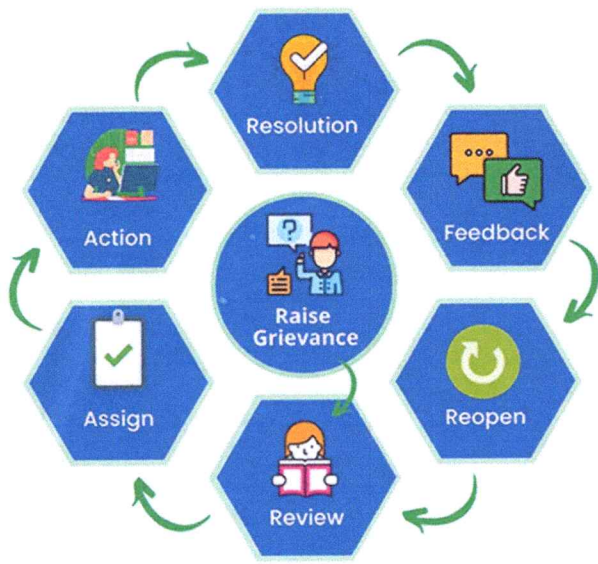 Resolution
Action
Feedback
Raise
Grievance
Assign
Reopen
Review
?